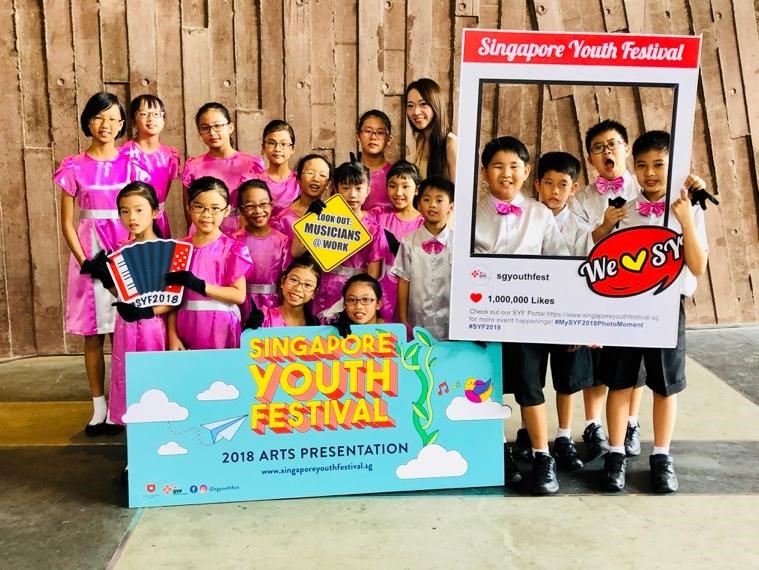 Singapore Youth Festival
LOOK OUT
MUSICIANS
@ WORK
SYF2018
We SY
sgyouthfest
1,000,000 Likes
Check out our SYF Portal https://www.singaporeyouthfestival.sg
for more event happenings! #MySYF2018PhotoMoment
#SYF2018
SINGAPORE
YOUTH
FESTIVAL
2018 ARTS PRESENTATION
www.singaporeyouthfestival.sg
SYF
@sgyouthfest